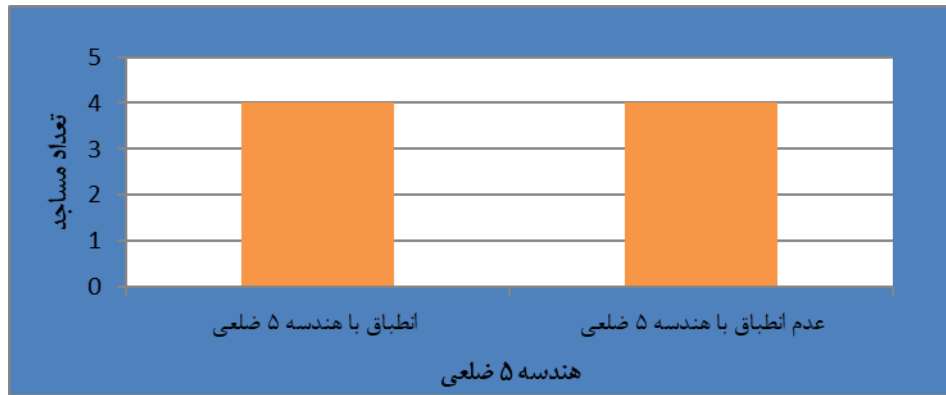 تعداد مساجد
5
4
3
2
1
0
انطباق با هندسه ۵ ضلعی
عدم انطباق با هندسه ۵ ضلعی
هندسه ۵ ضلعی